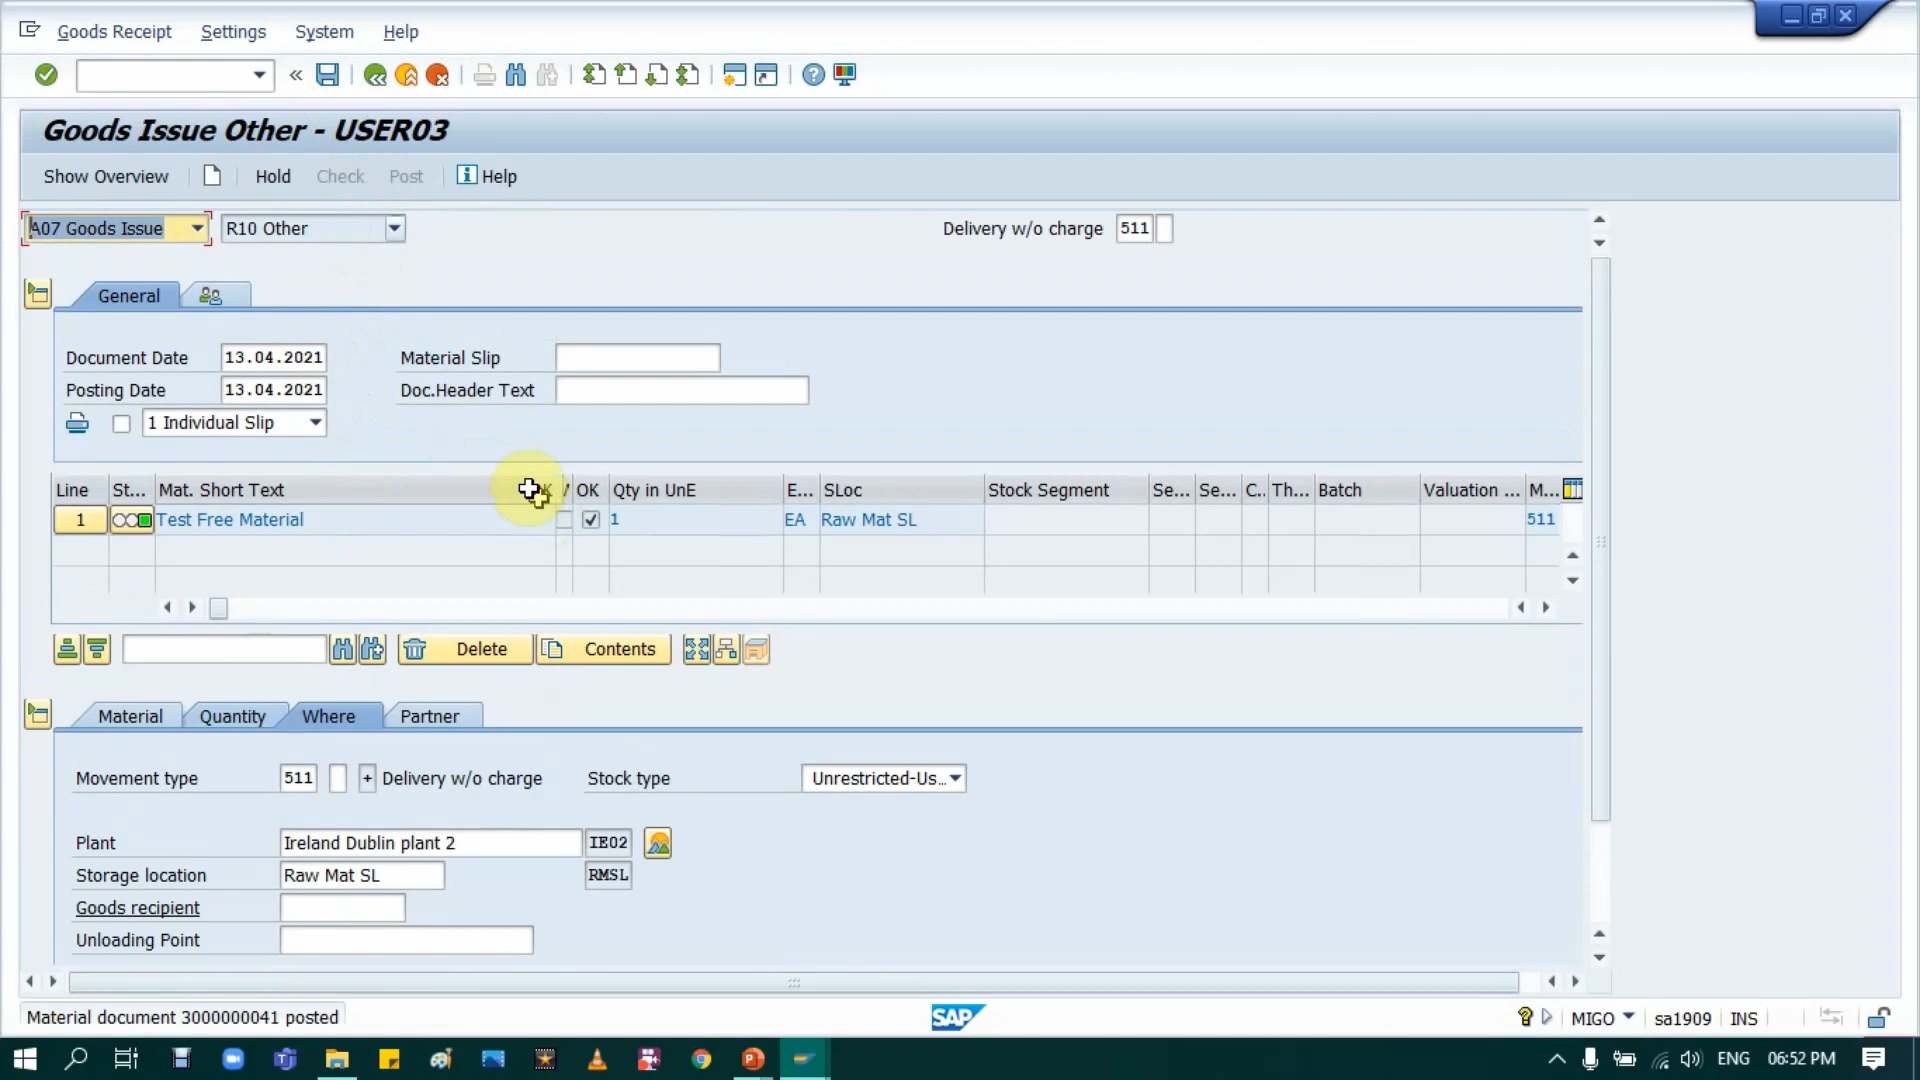 Goods Receipt Settings System Help
Goods Issue Other - USER03
Show Overview Hold Check Post Help
A07 Goods Issue R10 Other Delivery w/o charge 511
General
Document Date 13.04.2021 Material Slip
Posting Date 13.04.2021 Doc.Header Text
1 Individual Slip
Line St... Mat. Short Text OK Qty in UnE E... SLoc Stock Segment Se... Se... C.. Th... Batch Valuation ... M...
1 Test Free Material 1 EA Raw Mat SL 511
Delete Contents
Material Quantity Where Partner
Movement type 511 + Delivery w/o charge Stock type Unrestricted-Us...
Plant Ireland Dublin plant 2 IE02
Storage location Raw Mat SL RMSL
Goods recipient
Unloading Point
Material document 3000000041 posted SAP MIGO sa1909 INS
ENG 06:52 PM